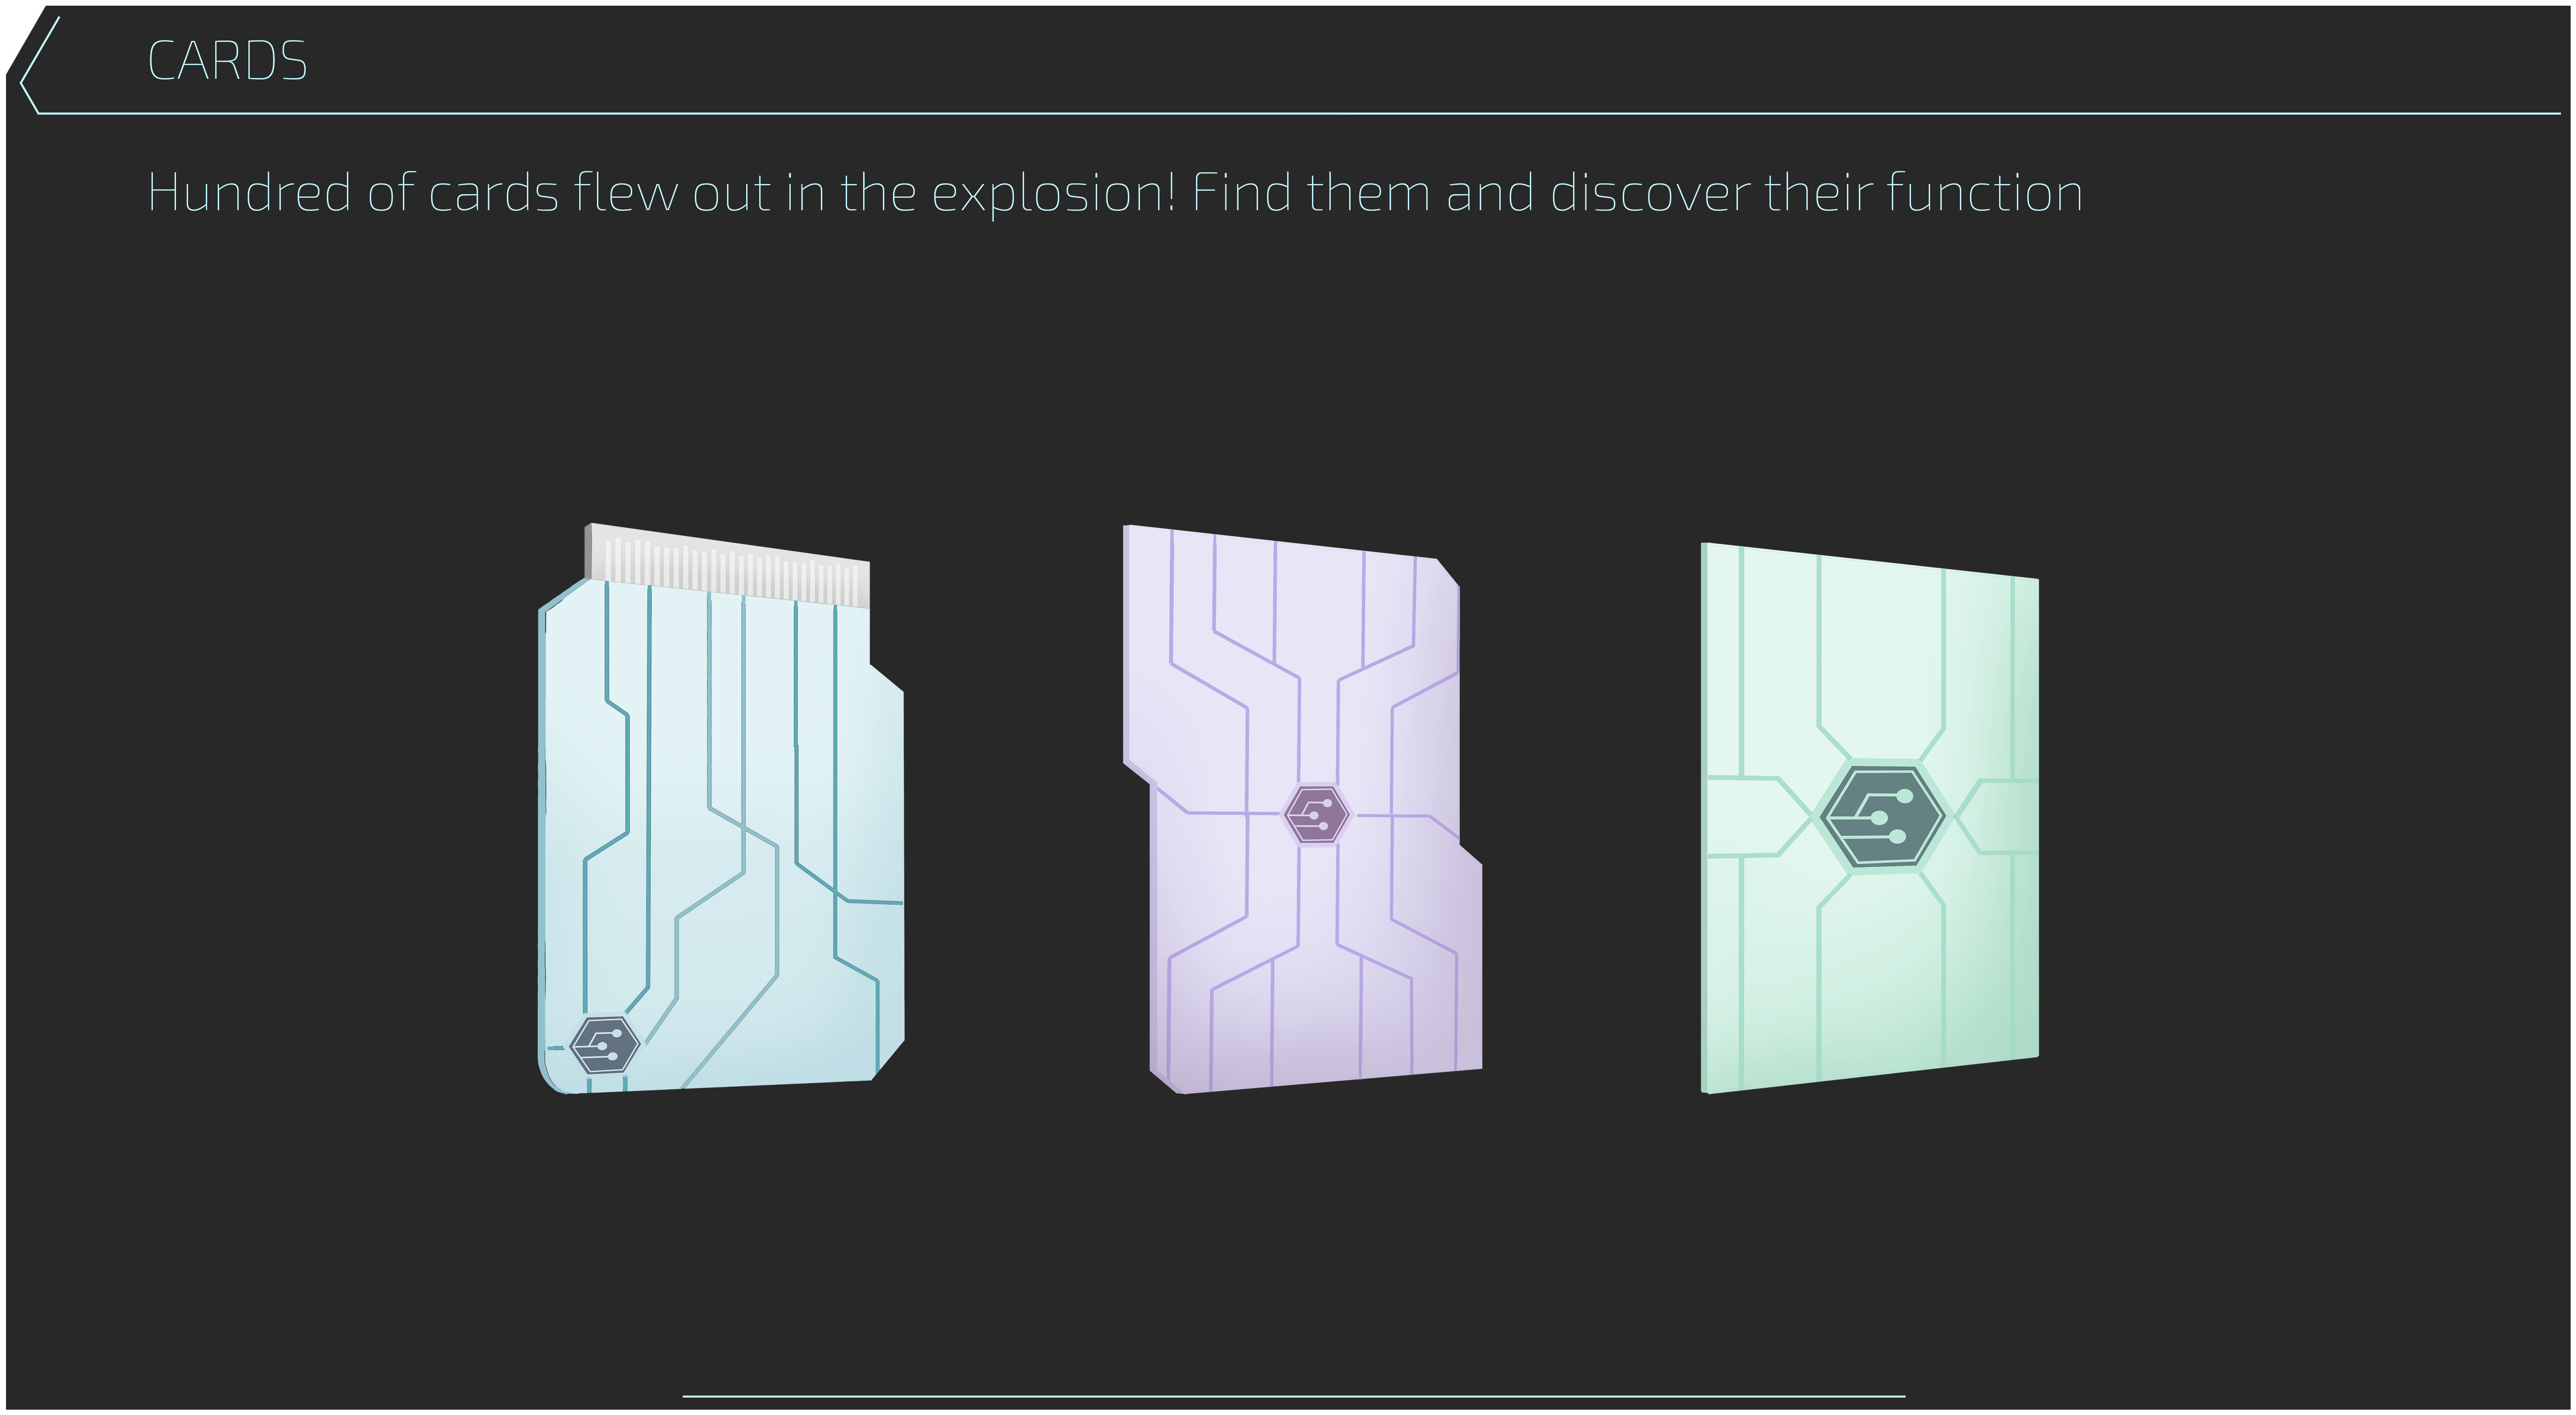 CARDS
Hundred of cards flew out in the explosion! Find them and discover their function